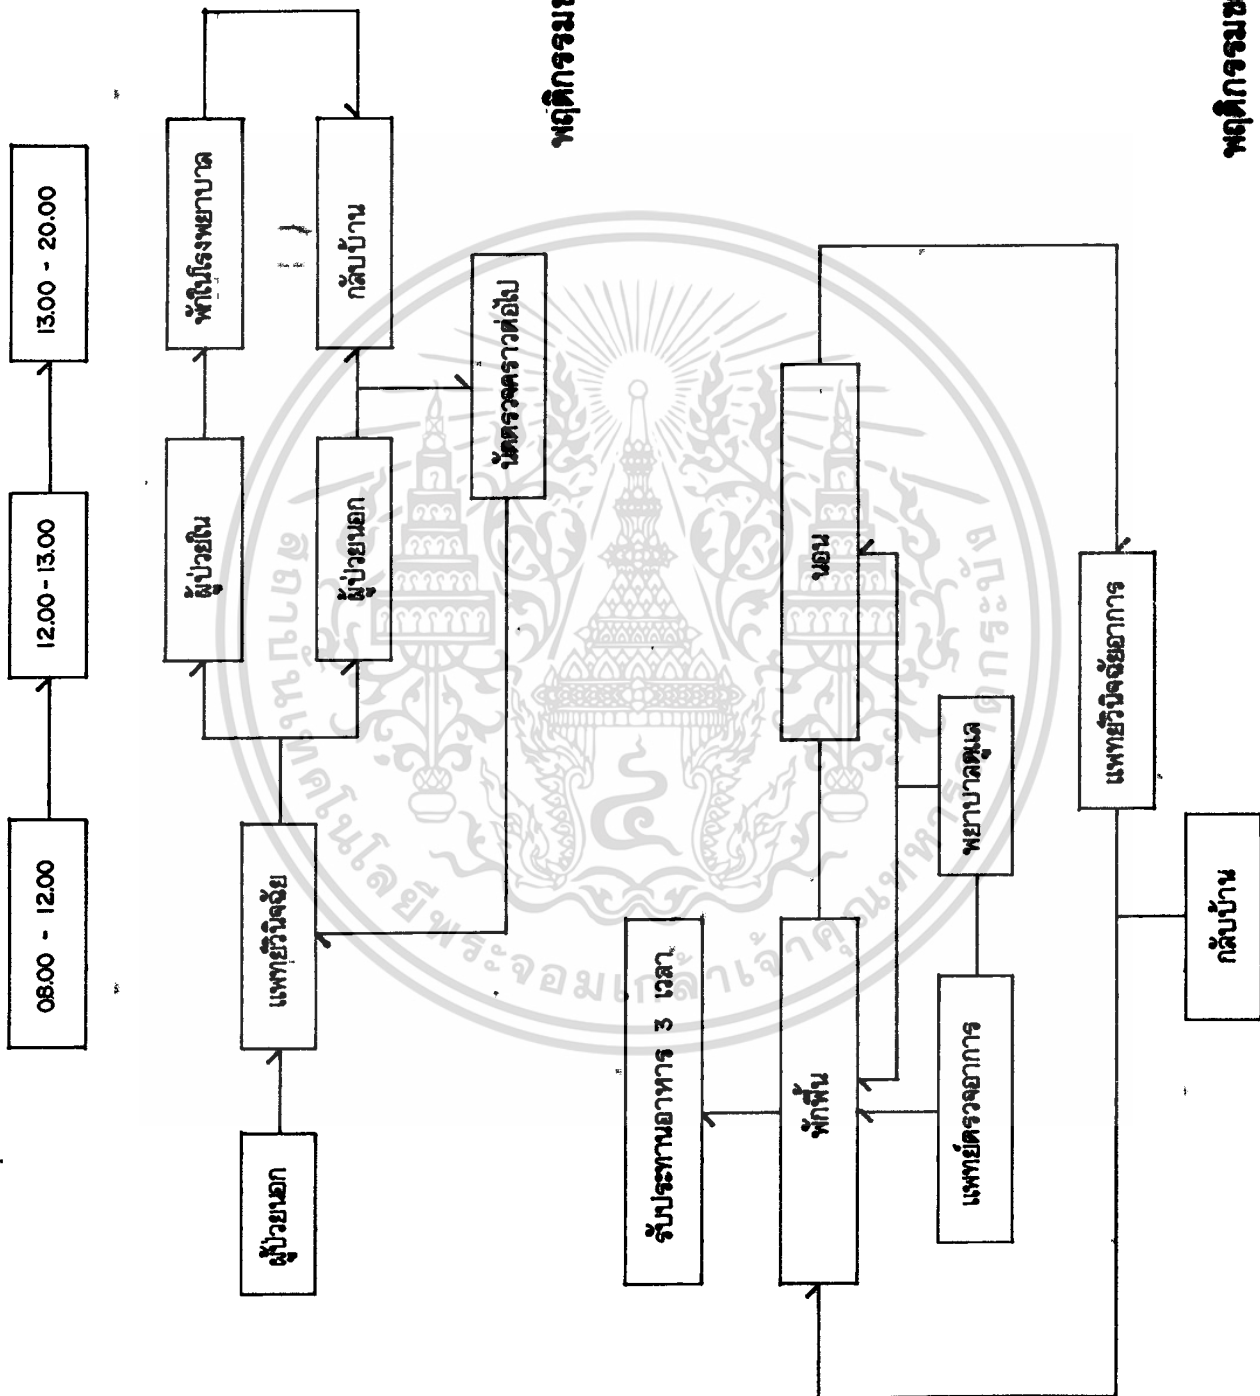 08.00 - 12.00
12.00 - 13.00
13.00 - 20.00
ผู้ป่วยนอก
แพทย์วินิจฉัย
ผู้ป่วยใน
พักในโรงพยาบาล
ผู้ป่วยนอก
กลับบ้าน
นัดตรวจคราวต่อไป
รับประทานอาหาร 3 เวลา
พักฟื้น
นอน
แพทย์ตรวจอาการ
พยาบาลดูแล
แพทย์วินิจฉัยอาการ
กลับบ้าน